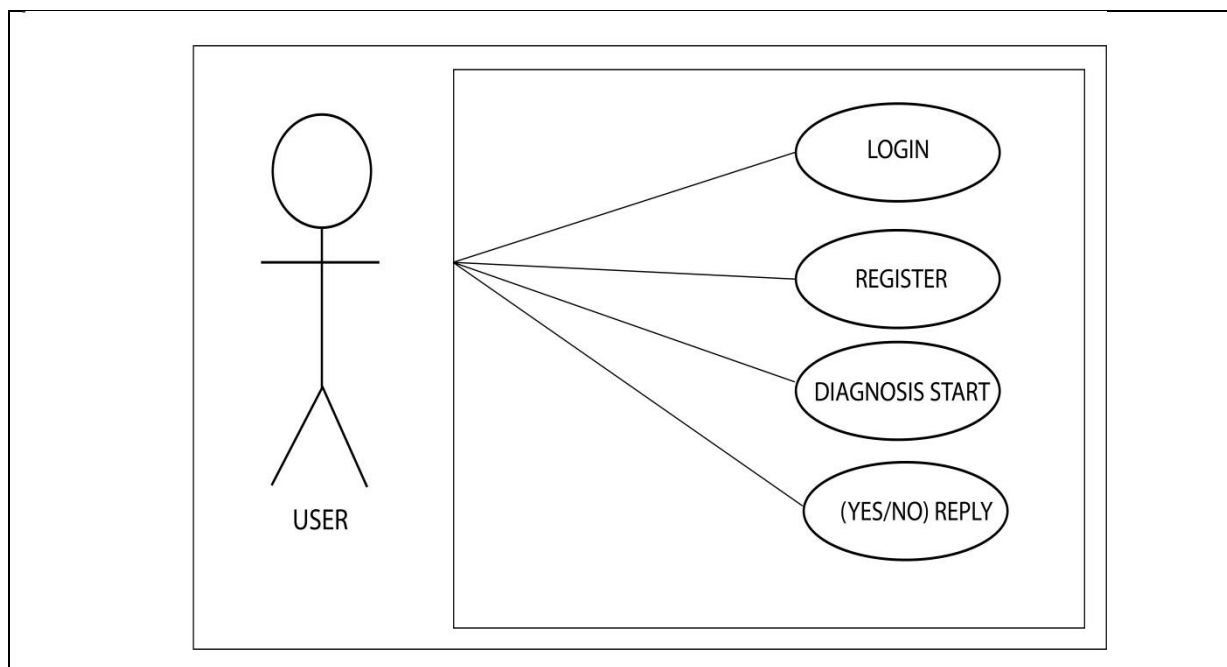 LOGIN
REGISTER
DIAGNOSIS START
(YES/NO) REPLY
USER